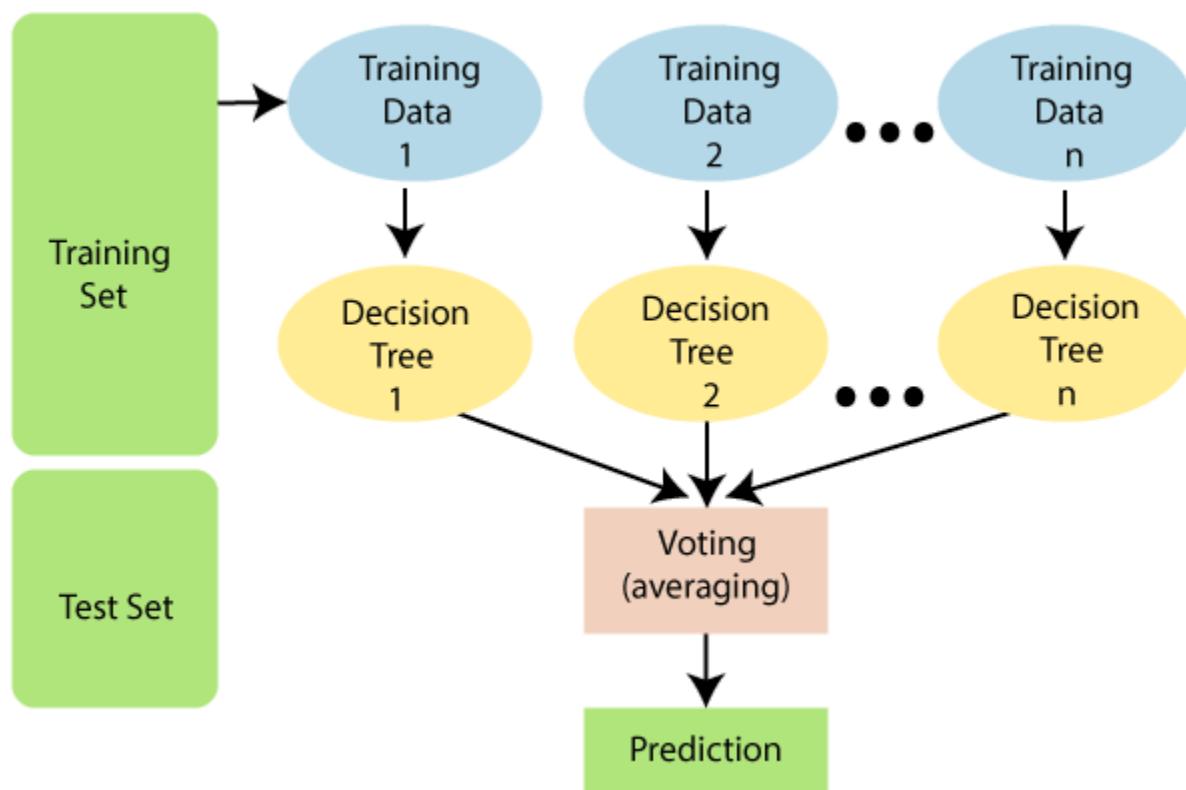 Training
Data
1
Training
Data
2
Training
Data
n
Training
Set
Decision
Tree
1
Decision
Tree
2
Decision
Tree
n
Test Set
Voting
(averaging)
Prediction